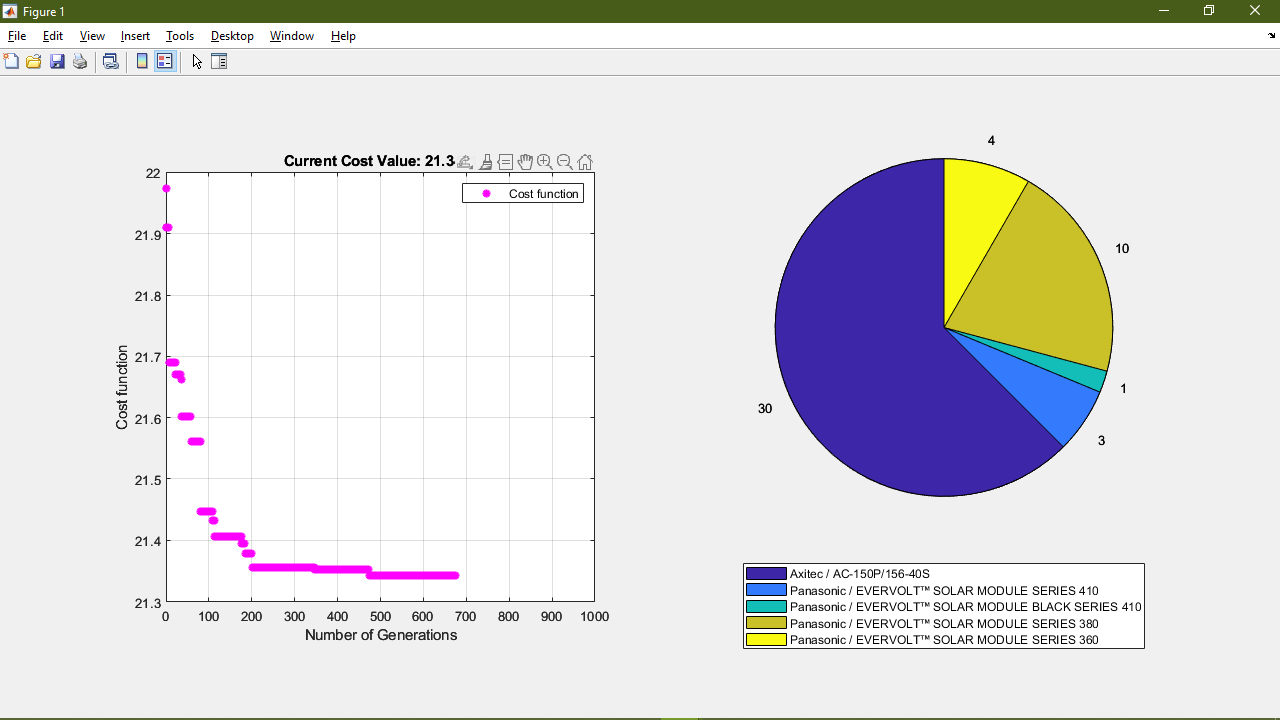 Figure 1
File Edit View Insert Tools Desktop Window Help
Current Cost Value: 21.3
Cost function
22
21.9
21.8
21.7
21.6
21.5
21.4
21.3
Cost function
0 100 200 300 400 500 600 700 800 900 1000
Number of Generations
4
10
1
3
30
Axitec / AC-150P/156-40S
Panasonic / EVERVOLT™ SOLAR MODULE SERIES 410
Panasonic / EVERVOLT™ SOLAR MODULE BLACK SERIES 410
Panasonic / EVERVOLT™ SOLAR MODULE SERIES 380
Panasonic / EVERVOLT™ SOLAR MODULE SERIES 360